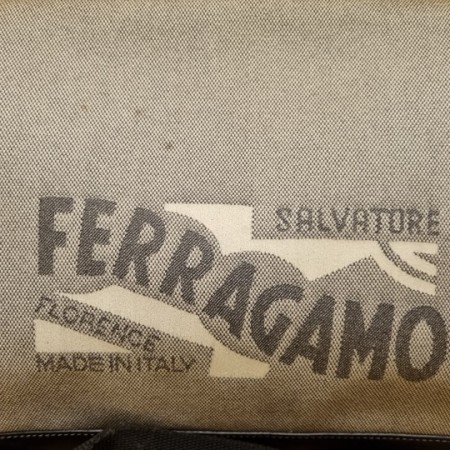 SALVATORE
FERRAGAMO
FLORENCE
MADE IN ITALY